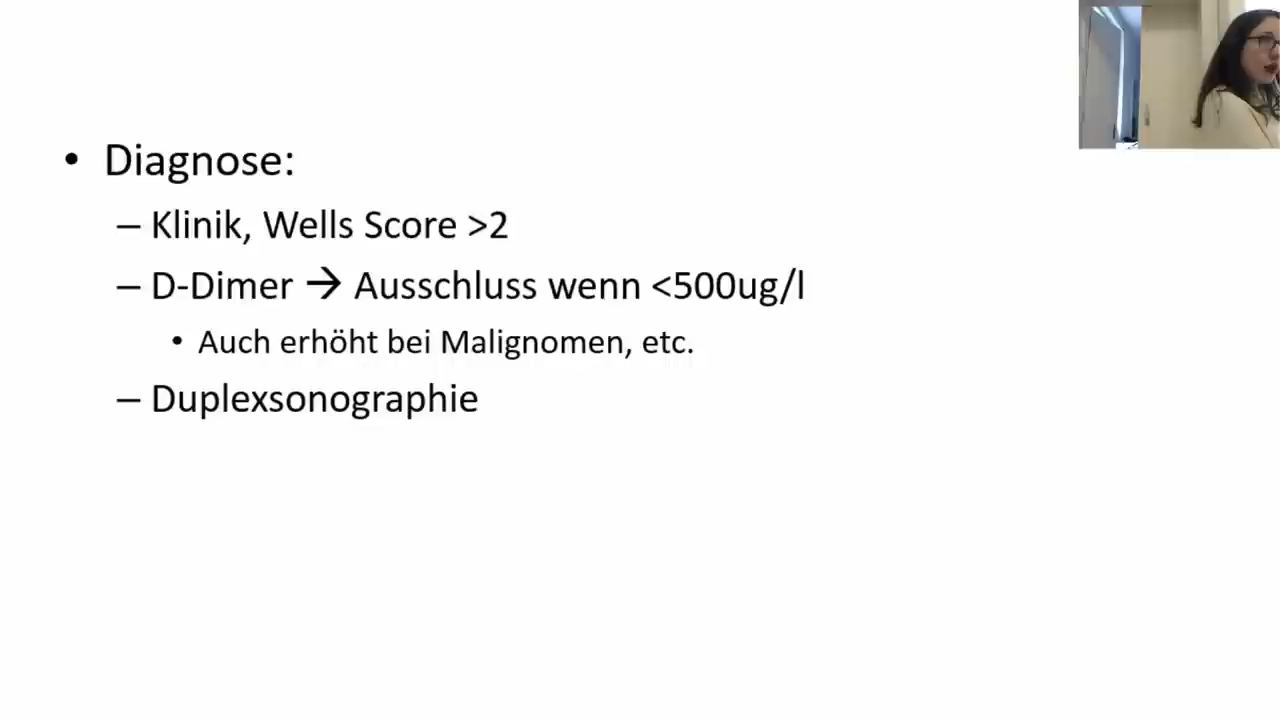 • Diagnose:
– Klinik, Wells Score >2
– D-Dimer → Ausschluss wenn <500ug/l
• Auch erhöht bei Malignomen, etc.
– Duplexsonographie